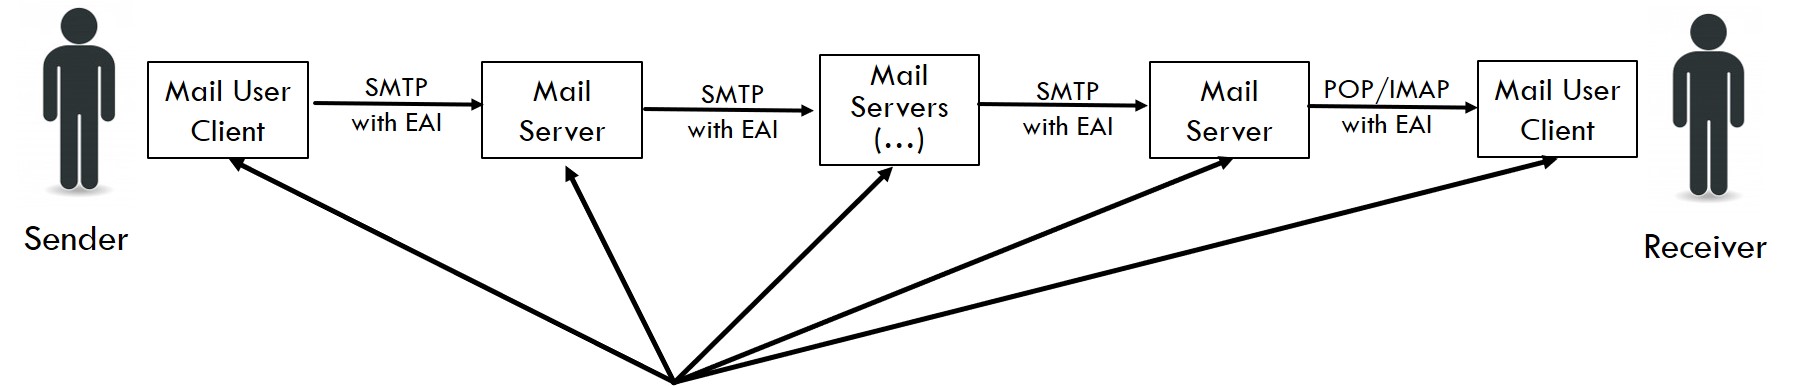 Sender
Mail User
Client
SMTP
with EAI
Mail
Server
SMTP
with EAI
Mail
Servers
(...)
SMTP
with EAI
Mail
Server
POP/IMAP
with EAI
Mail User
Client
Receiver